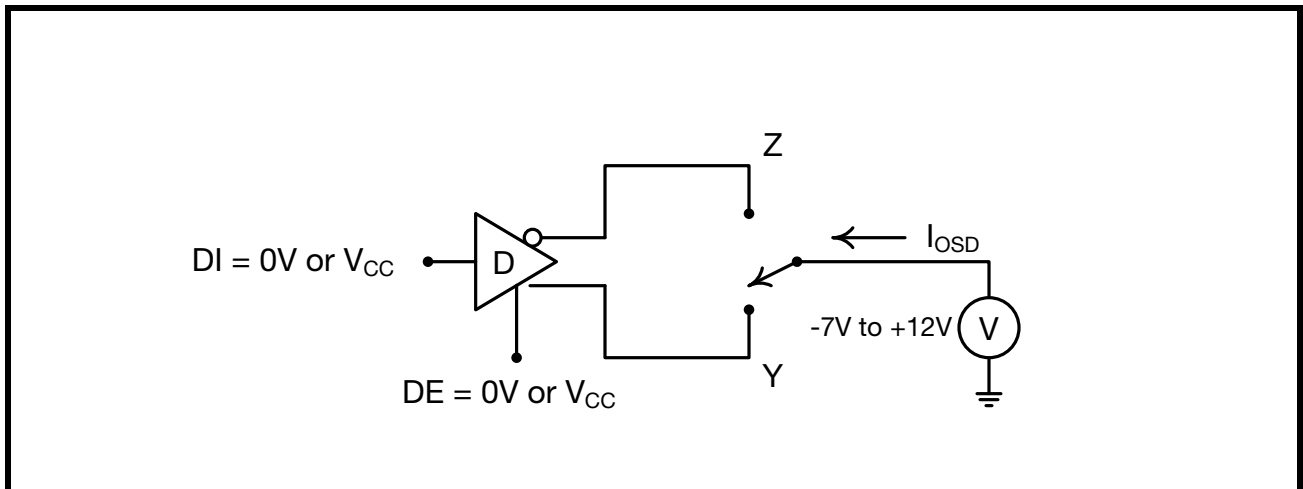 Z
I_OSD
DI = 0V or V_CC
D
-7V to +12V
V
Y
DE = 0V or V_CC